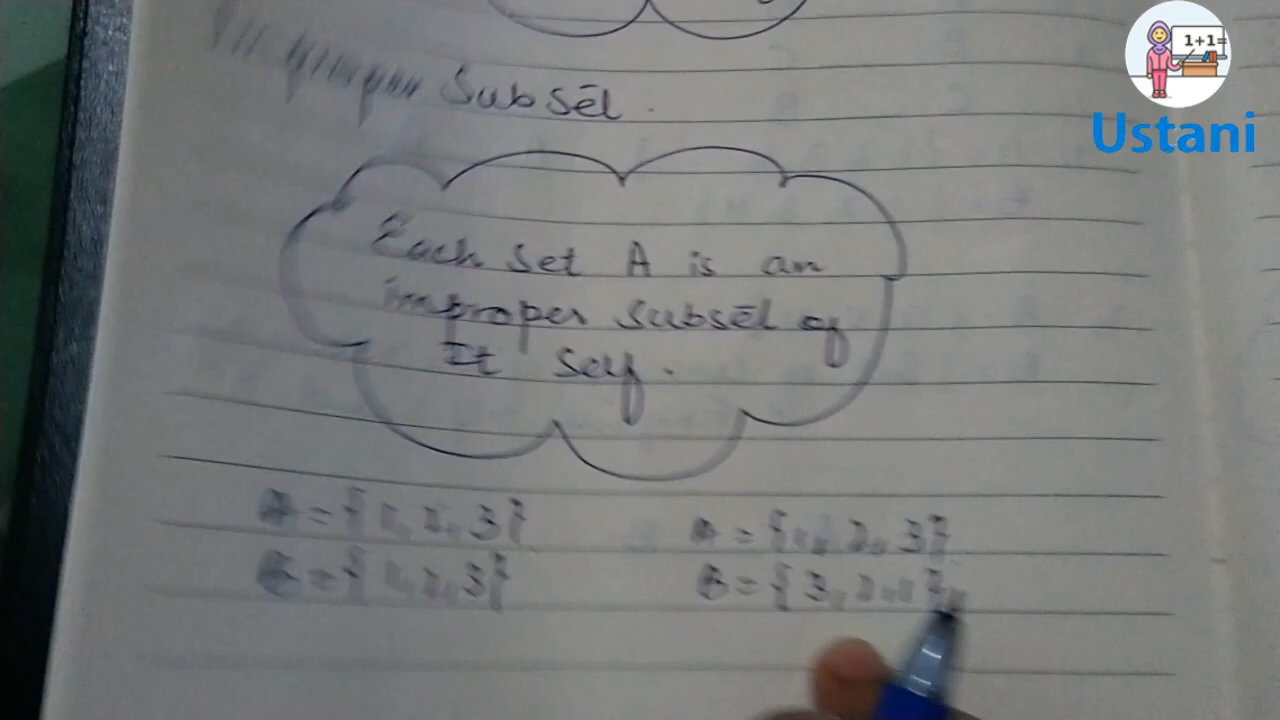 1+1=
Ustani
Improper Subset.
Each set A is an
improper subset of
It self.
A = {1, 2, 3}
B = {1, 2, 3}
A = {1, 2, 3}
B = {3, 2, 1}